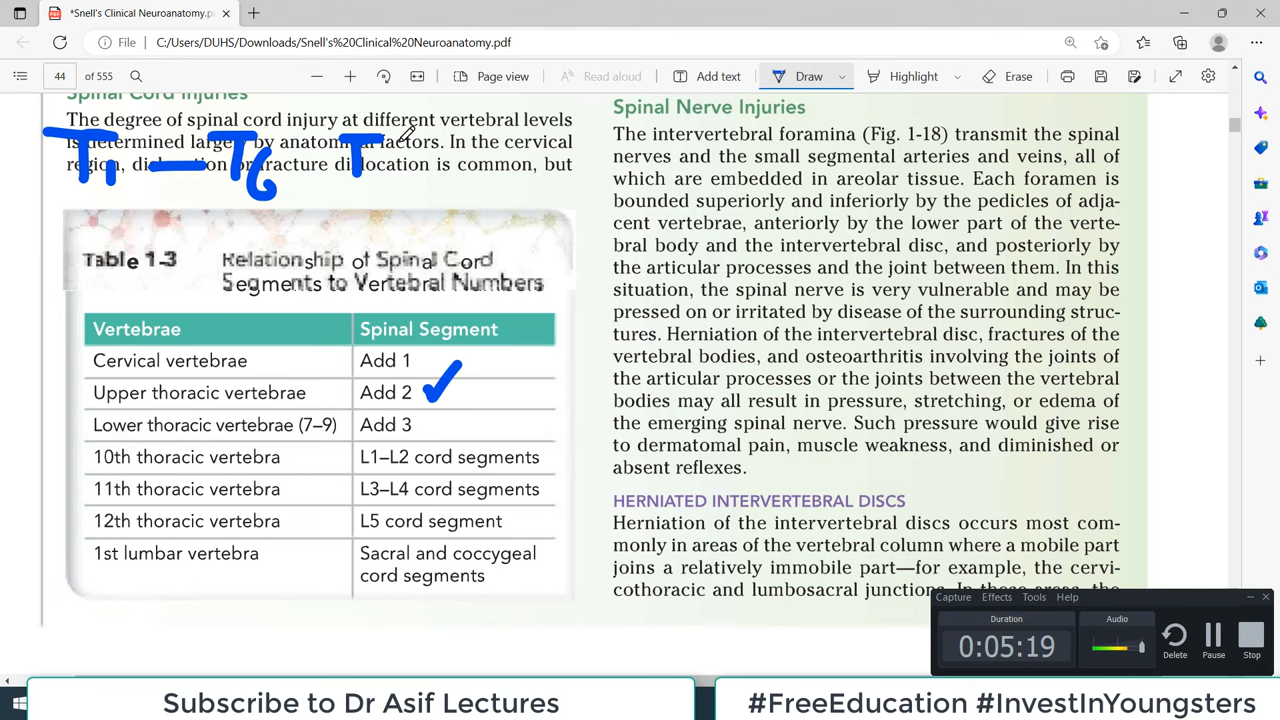 *Snell's Clinical Neuroanatomy.p
File C:/Users/DUHS/Downloads/Snell's%20Clinical%20Neuroanatomy.pdf
44 of 555 Page view Read aloud Add text Draw Highlight Erase
Spinal Cord Injuries
The degree of spinal cord injury at different vertebral levels
is determined largely by anatomic factors. In the cervical
region, dislocation or fracture dislocation is common, but
T1 — T6 T
Table 1-3 Relationship of Spinal Cord
Segments to Vertebral Numbers
Vertebrae Spinal Segment
Cervical vertebrae Add 1
Upper thoracic vertebrae Add 2
Lower thoracic vertebrae (7–9) Add 3
10th thoracic vertebra L1–L2 cord segments
11th thoracic vertebra L3–L4 cord segments
12th thoracic vertebra L5 cord segment
1st lumbar vertebra Sacral and coccygeal
cord segments
Spinal Nerve Injuries
The intervertebral foramina (Fig. 1-18) transmit the spinal
nerves and the small segmental arteries and veins, all of
which are embedded in areolar tissue. Each foramen is
bounded superiorly and inferiorly by the pedicles of adja-
cent vertebrae, anteriorly by the lower part of the verte-
bral body and the intervertebral disc, and posteriorly by
the articular processes and the joint between them. In this
situation, the spinal nerve is very vulnerable and may be
pressed on or irritated by disease of the surrounding struc-
tures. Herniation of the intervertebral disc, fractures of the
vertebral bodies, and osteoarthritis involving the joints of
the articular processes or the joints between the vertebral
bodies may all result in pressure, stretching, or edema of
the emerging spinal nerve. Such pressure would give rise
to dermatomal pain, muscle weakness, and diminished or
absent reflexes.
HERNIATED INTERVERTEBRAL DISCS
Herniation of the intervertebral discs occurs most com-
monly in areas of the vertebral column where a mobile part
joins a relatively immobile part—for example, the cervi-
cothoracic and lumbosacral junctions. In these areas, the
Capture Effects Tools Help
Duration Audio
0:05:19
Delete Pause Stop
Subscribe to Dr Asif Lectures
#FreeEducation #InvestInYoungsters